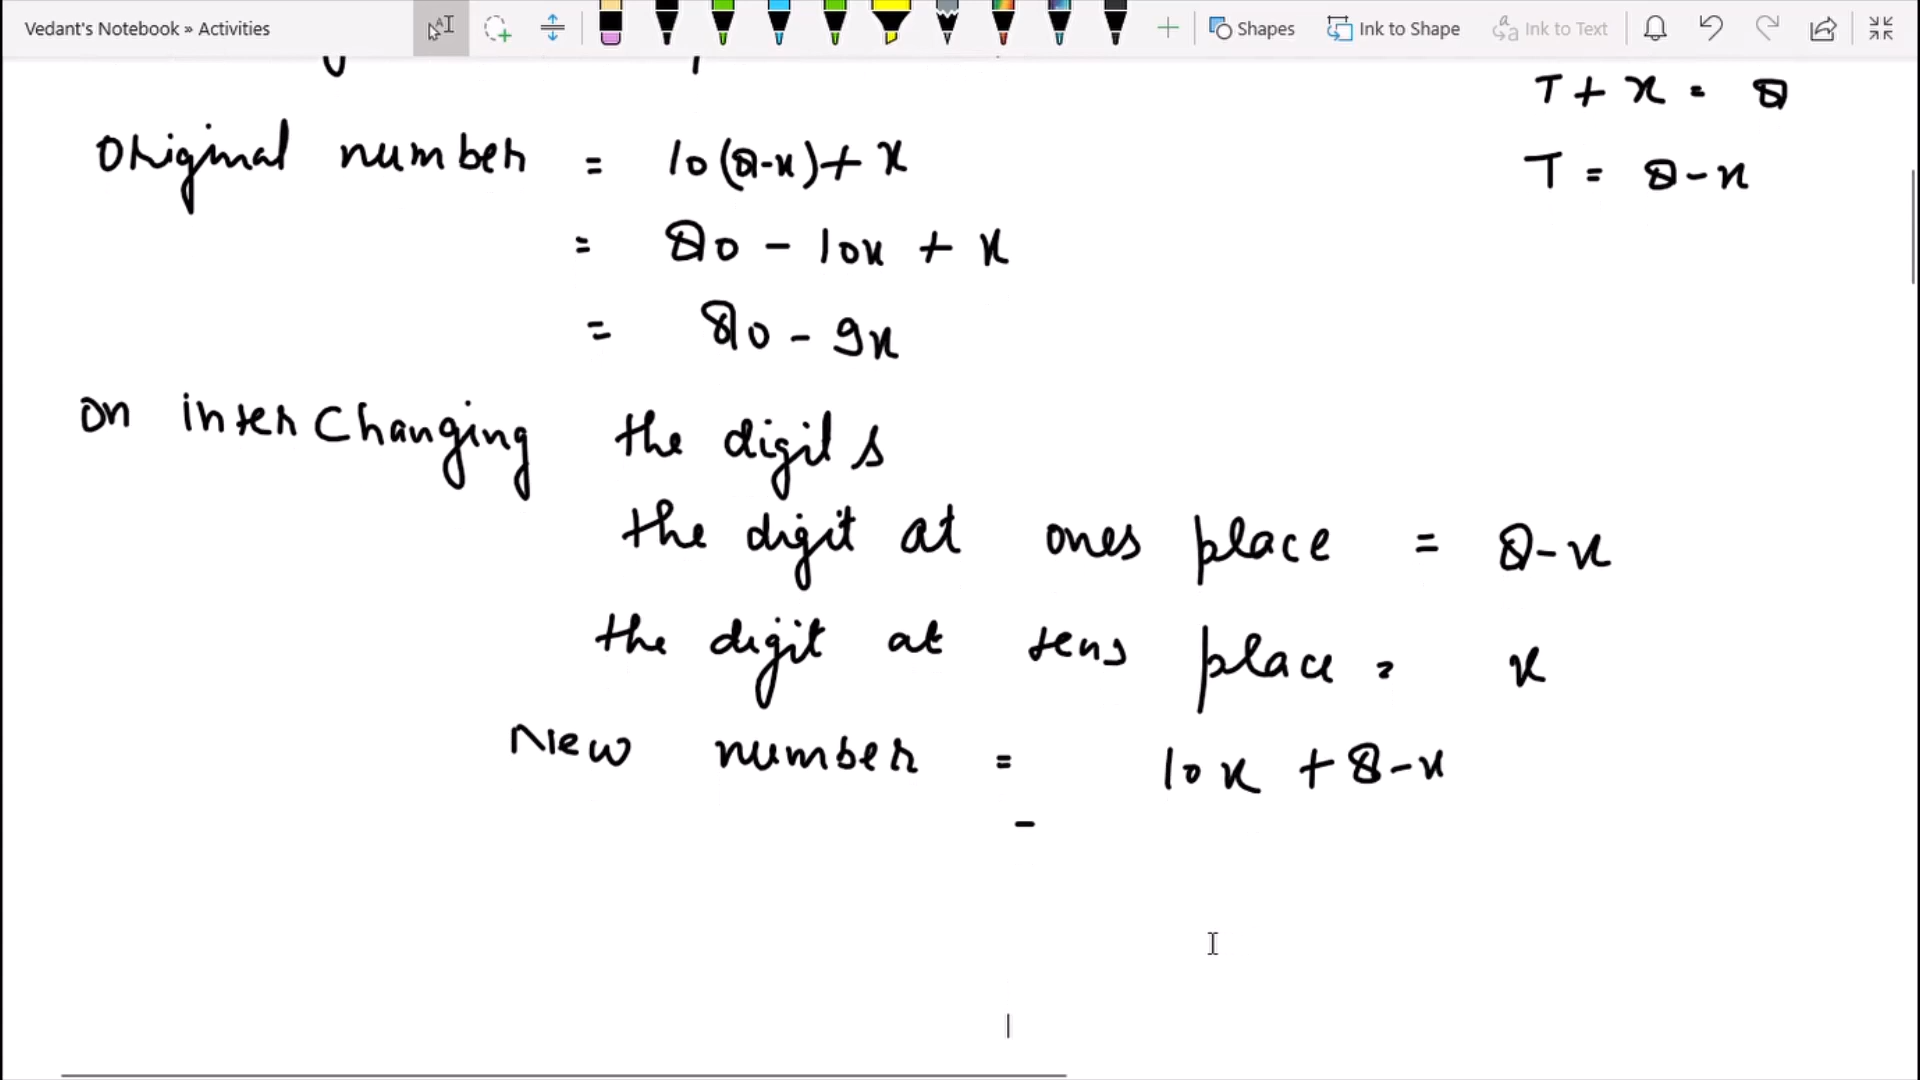 Vedant's Notebook » Activities
Shapes
Ink to Shape
Ink to Text
T + x = 8
Original number = 10(8-x) + x
T = 8-x
= 80 - 10x + x
= 80 - 9x
on interchanging the digits
the digit at ones place = 8-x
the digit at tens place = x
New number = 10x + 8-x